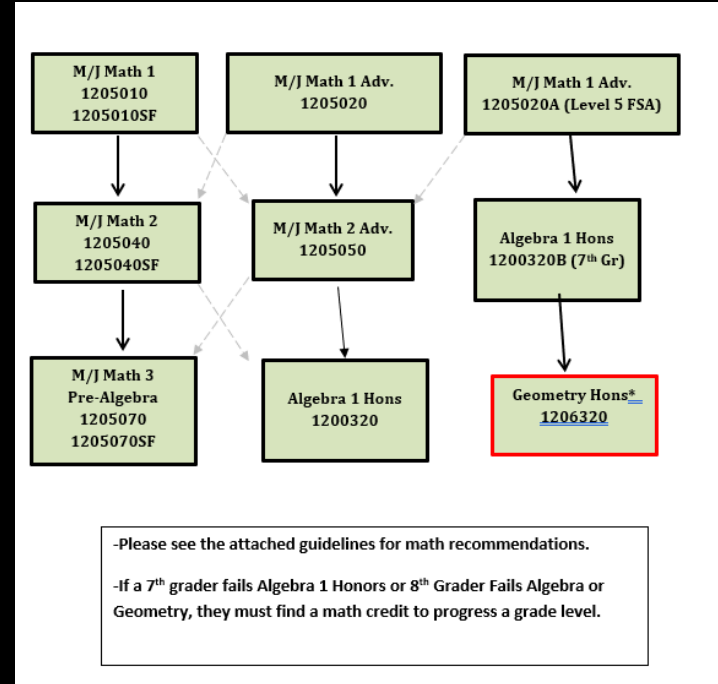 M/J Math 1
1205010
1205010SF
M/J Math 1 Adv.
1205020
M/J Math 1 Adv.
1205020A (Level 5 FSA)
M/J Math 2
1205040
1205040SF
M/J Math 2 Adv.
1205050
Algebra 1 Hons
1200320B (7th Gr)
M/J Math 3
Pre-Algebra
1205070
1205070SF
Algebra 1 Hons
1200320
Geometry Hons*
1206320
-Please see the attached guidelines for math recommendations.
-If a 7th grader fails Algebra 1 Honors or 8th Grader Fails Algebra or
Geometry, they must find a math credit to progress a grade level.